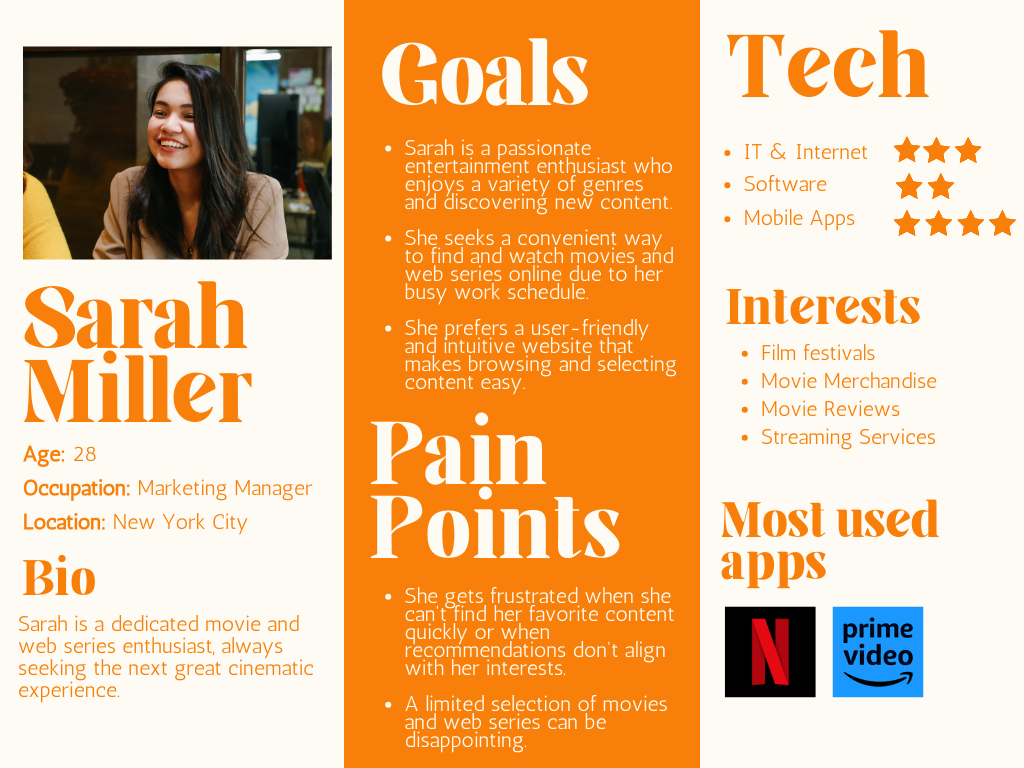 Sarah
Miller
Age: 28
Occupation: Marketing Manager
Location: New York City
Bio
Sarah is a dedicated movie and
web series enthusiast, always
seeking the next great cinematic
experience.
Goals
• Sarah is a passionate
entertainment enthusiast who
enjoys a variety of genres
and discovering new content.
• She seeks a convenient way
to find and watch movies and
web series online due to her
busy work schedule.
• She prefers a user-friendly
and intuitive website that
makes browsing and selecting
content easy.
Pain
Points
• She gets frustrated when she
can't find her favorite content
quickly or when
recommendations don't align
with her interests.
• A limited selection of movies
and web series can be
disappointing.
Tech
• IT & Internet
• Software
• Mobile Apps
Interests
• Film festivals
• Movie Merchandise
• Movie Reviews
• Streaming Services
Most used
apps
N
prime
video